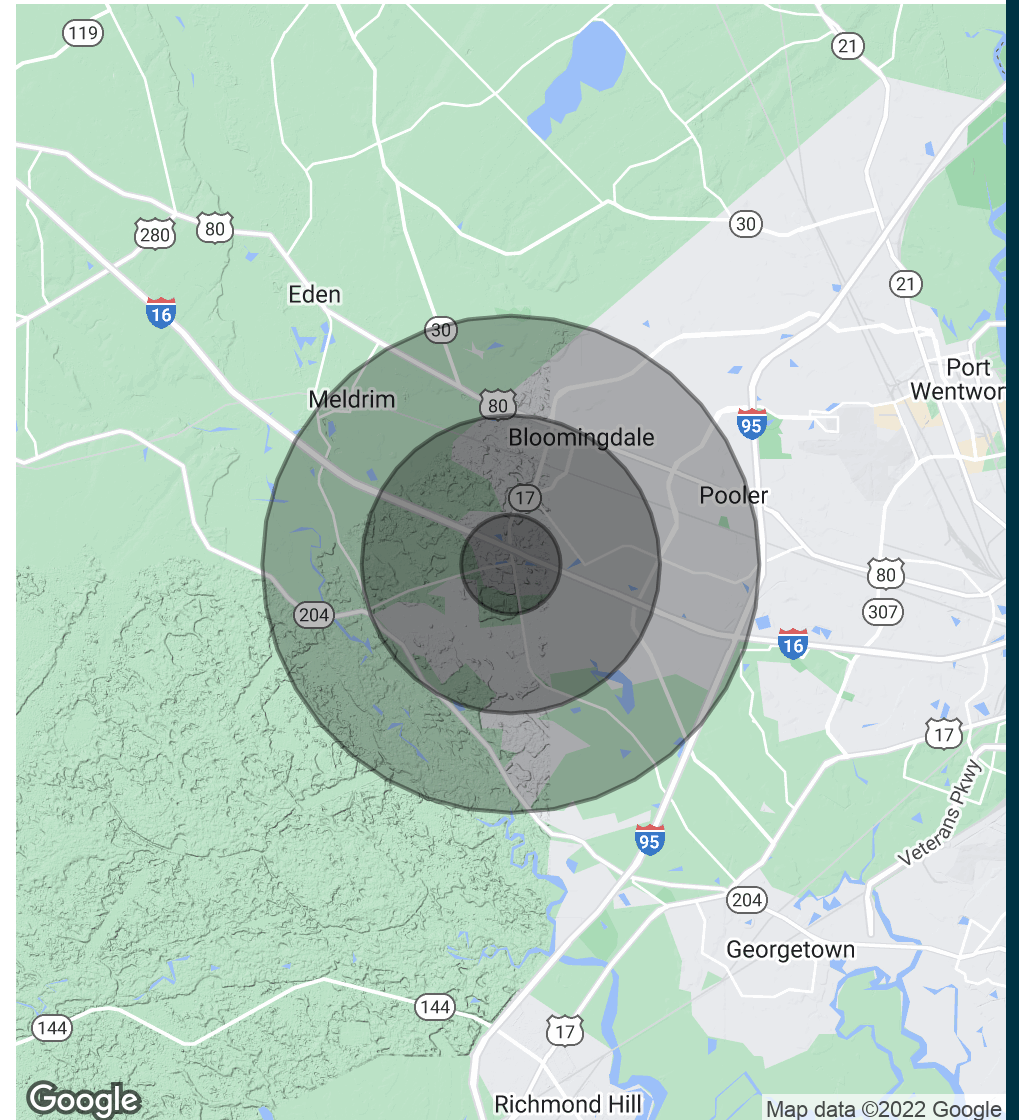 119
21
280
80
30
21
16
Eden
30
Port
Wentwor
Meldrim
80
95
Bloomingdale
17
Pooler
80
204
307
16
17
Veterans Pkwy
95
204
Georgetown
144
144
17
Google
Richmond Hill
Map data ©2022 Google